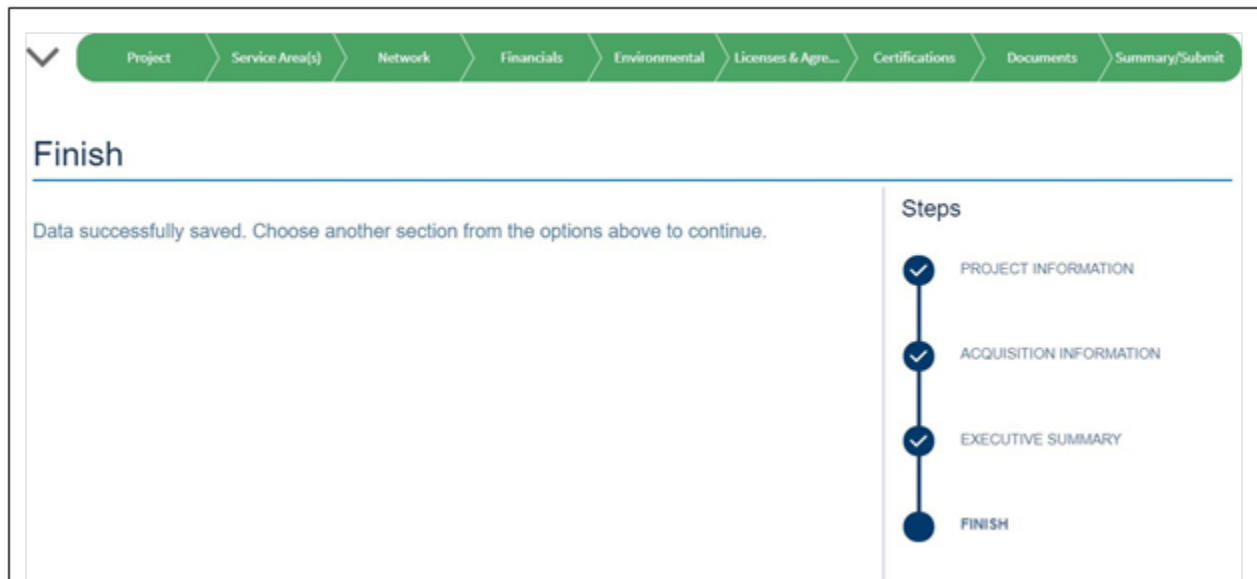 Project Service Area(s) Network Financials Environmental Licenses & Agre... Certifications Documents Summary/Submit
Finish
Data successfully saved. Choose another section from the options above to continue.
Steps
PROJECT INFORMATION
ACQUISITION INFORMATION
EXECUTIVE SUMMARY
FINISH